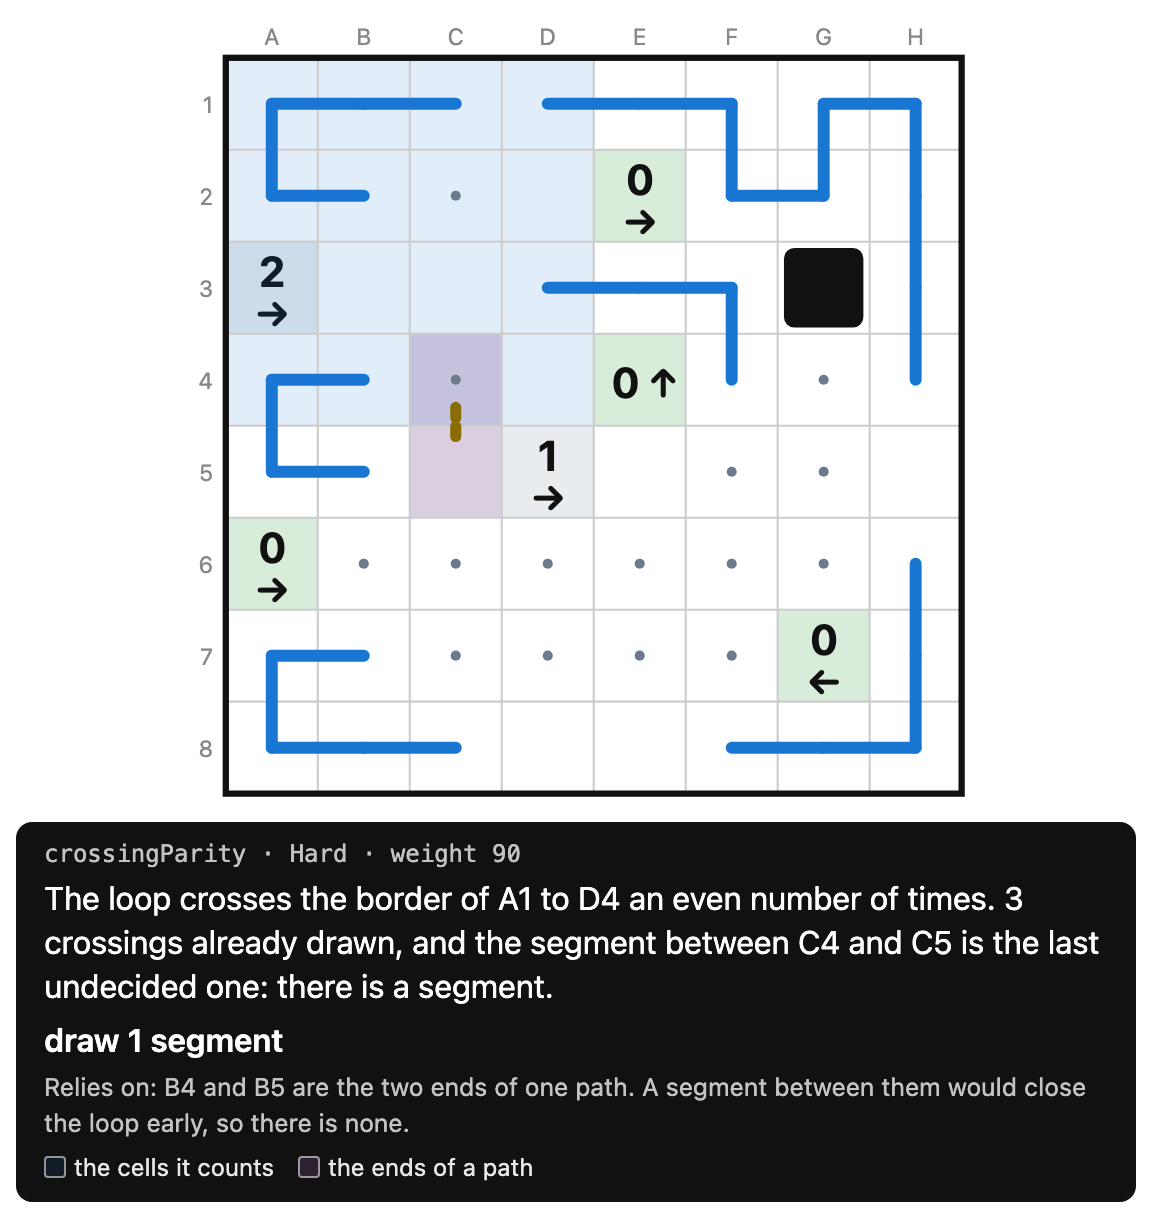 A B C D E F G H
1
2 0 →
3 2 →
4 0 ↑
5 1 →
6 0 →
7 0 ←
8
crossingParity · Hard · weight 90
The loop crosses the border of A1 to D4 an even number of times. 3
crossings already drawn, and the segment between C4 and C5 is the last
undecided one: there is a segment.
draw 1 segment
Relies on: B4 and B5 are the two ends of one path. A segment between them would close
the loop early, so there is none.
the cells it counts the ends of a path